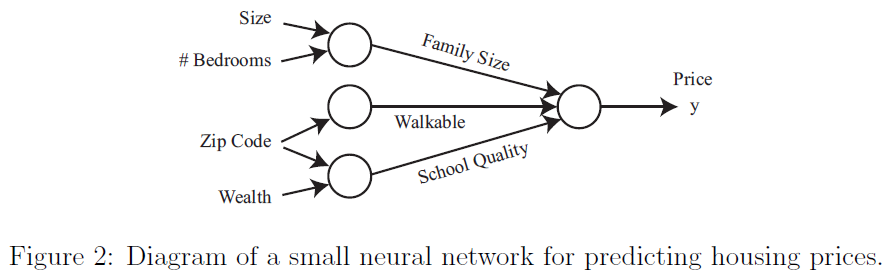 Size
# Bedrooms
Zip Code
Wealth
Family Size
Walkable
School Quality
Price
y
Figure 2: Diagram of a small neural network for predicting housing prices.